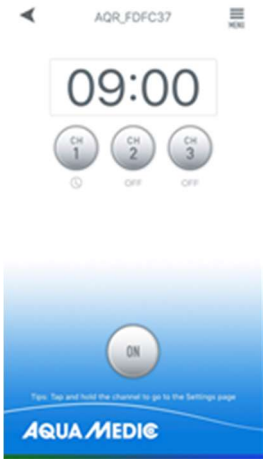 AQR_FDFC37
MENU
09:00
CH 1
CH 2
CH 3
OFF
OFF
ON
Tips: Tap and hold the channel to go to the Settings page
AQUA MEDIC